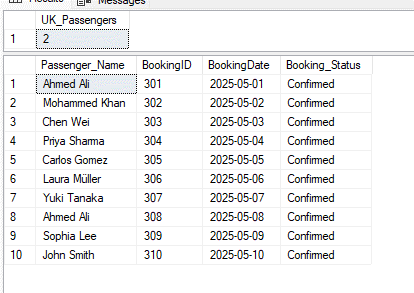 Results Messages
UK_Passengers
1 2
Passenger_Name BookingID BookingDate Booking_Status
1 Ahmed Ali 301 2025-05-01 Confirmed
2 Mohammed Khan 302 2025-05-02 Confirmed
3 Chen Wei 303 2025-05-03 Confirmed
4 Priya Sharma 304 2025-05-04 Confirmed
5 Carlos Gomez 305 2025-05-05 Confirmed
6 Laura Müller 306 2025-05-06 Confirmed
7 Yuki Tanaka 307 2025-05-07 Confirmed
8 Ahmed Ali 308 2025-05-08 Confirmed
9 Sophia Lee 309 2025-05-09 Confirmed
10 John Smith 310 2025-05-10 Confirmed